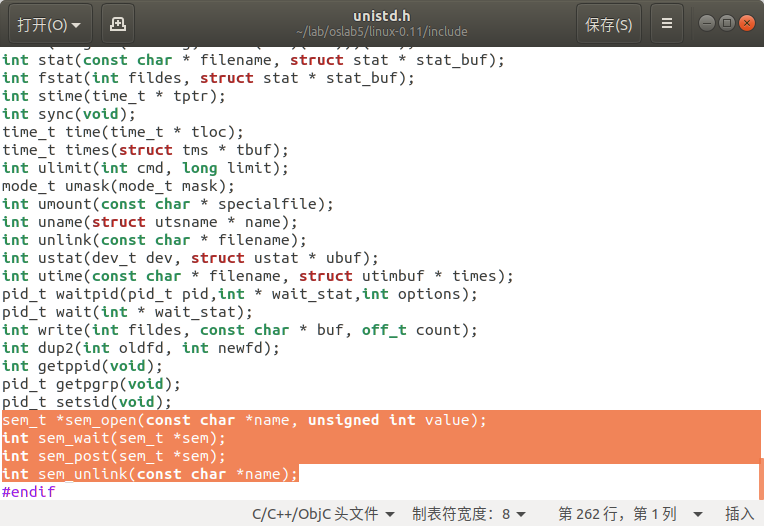 打开(O)
unistd.h
~/lab/oslab5/linux-0.11/include
保存(S)
int stat(const char * filename, struct stat * stat_buf);
int fstat(int fildes, struct stat * stat_buf);
int stime(time_t * tptr);
int sync(void);
time_t time(time_t * tloc);
time_t times(struct tms * tbuf);
int ulimit(int cmd, long limit);
mode_t umask(mode_t mask);
int umount(const char * specialfile);
int uname(struct utsname * name);
int unlink(const char * filename);
int ustat(dev_t dev, struct ustat * ubuf);
int utime(const char * filename, struct utimbuf * times);
pid_t waitpid(pid_t pid,int * wait_stat,int options);
pid_t wait(int * wait_stat);
int write(int fildes, const char * buf, off_t count);
int dup2(int oldfd, int newfd);
int getppid(void);
pid_t getpgrp(void);
pid_t setsid(void);
sem_t *sem_open(const char *name, unsigned int value);
int sem_wait(sem_t *sem);
int sem_post(sem_t *sem);
int sem_unlink(const char *name);
#endif
C/C++/ObjC 头文件 制表符宽度：8 第 262 行，第 1 列 插入